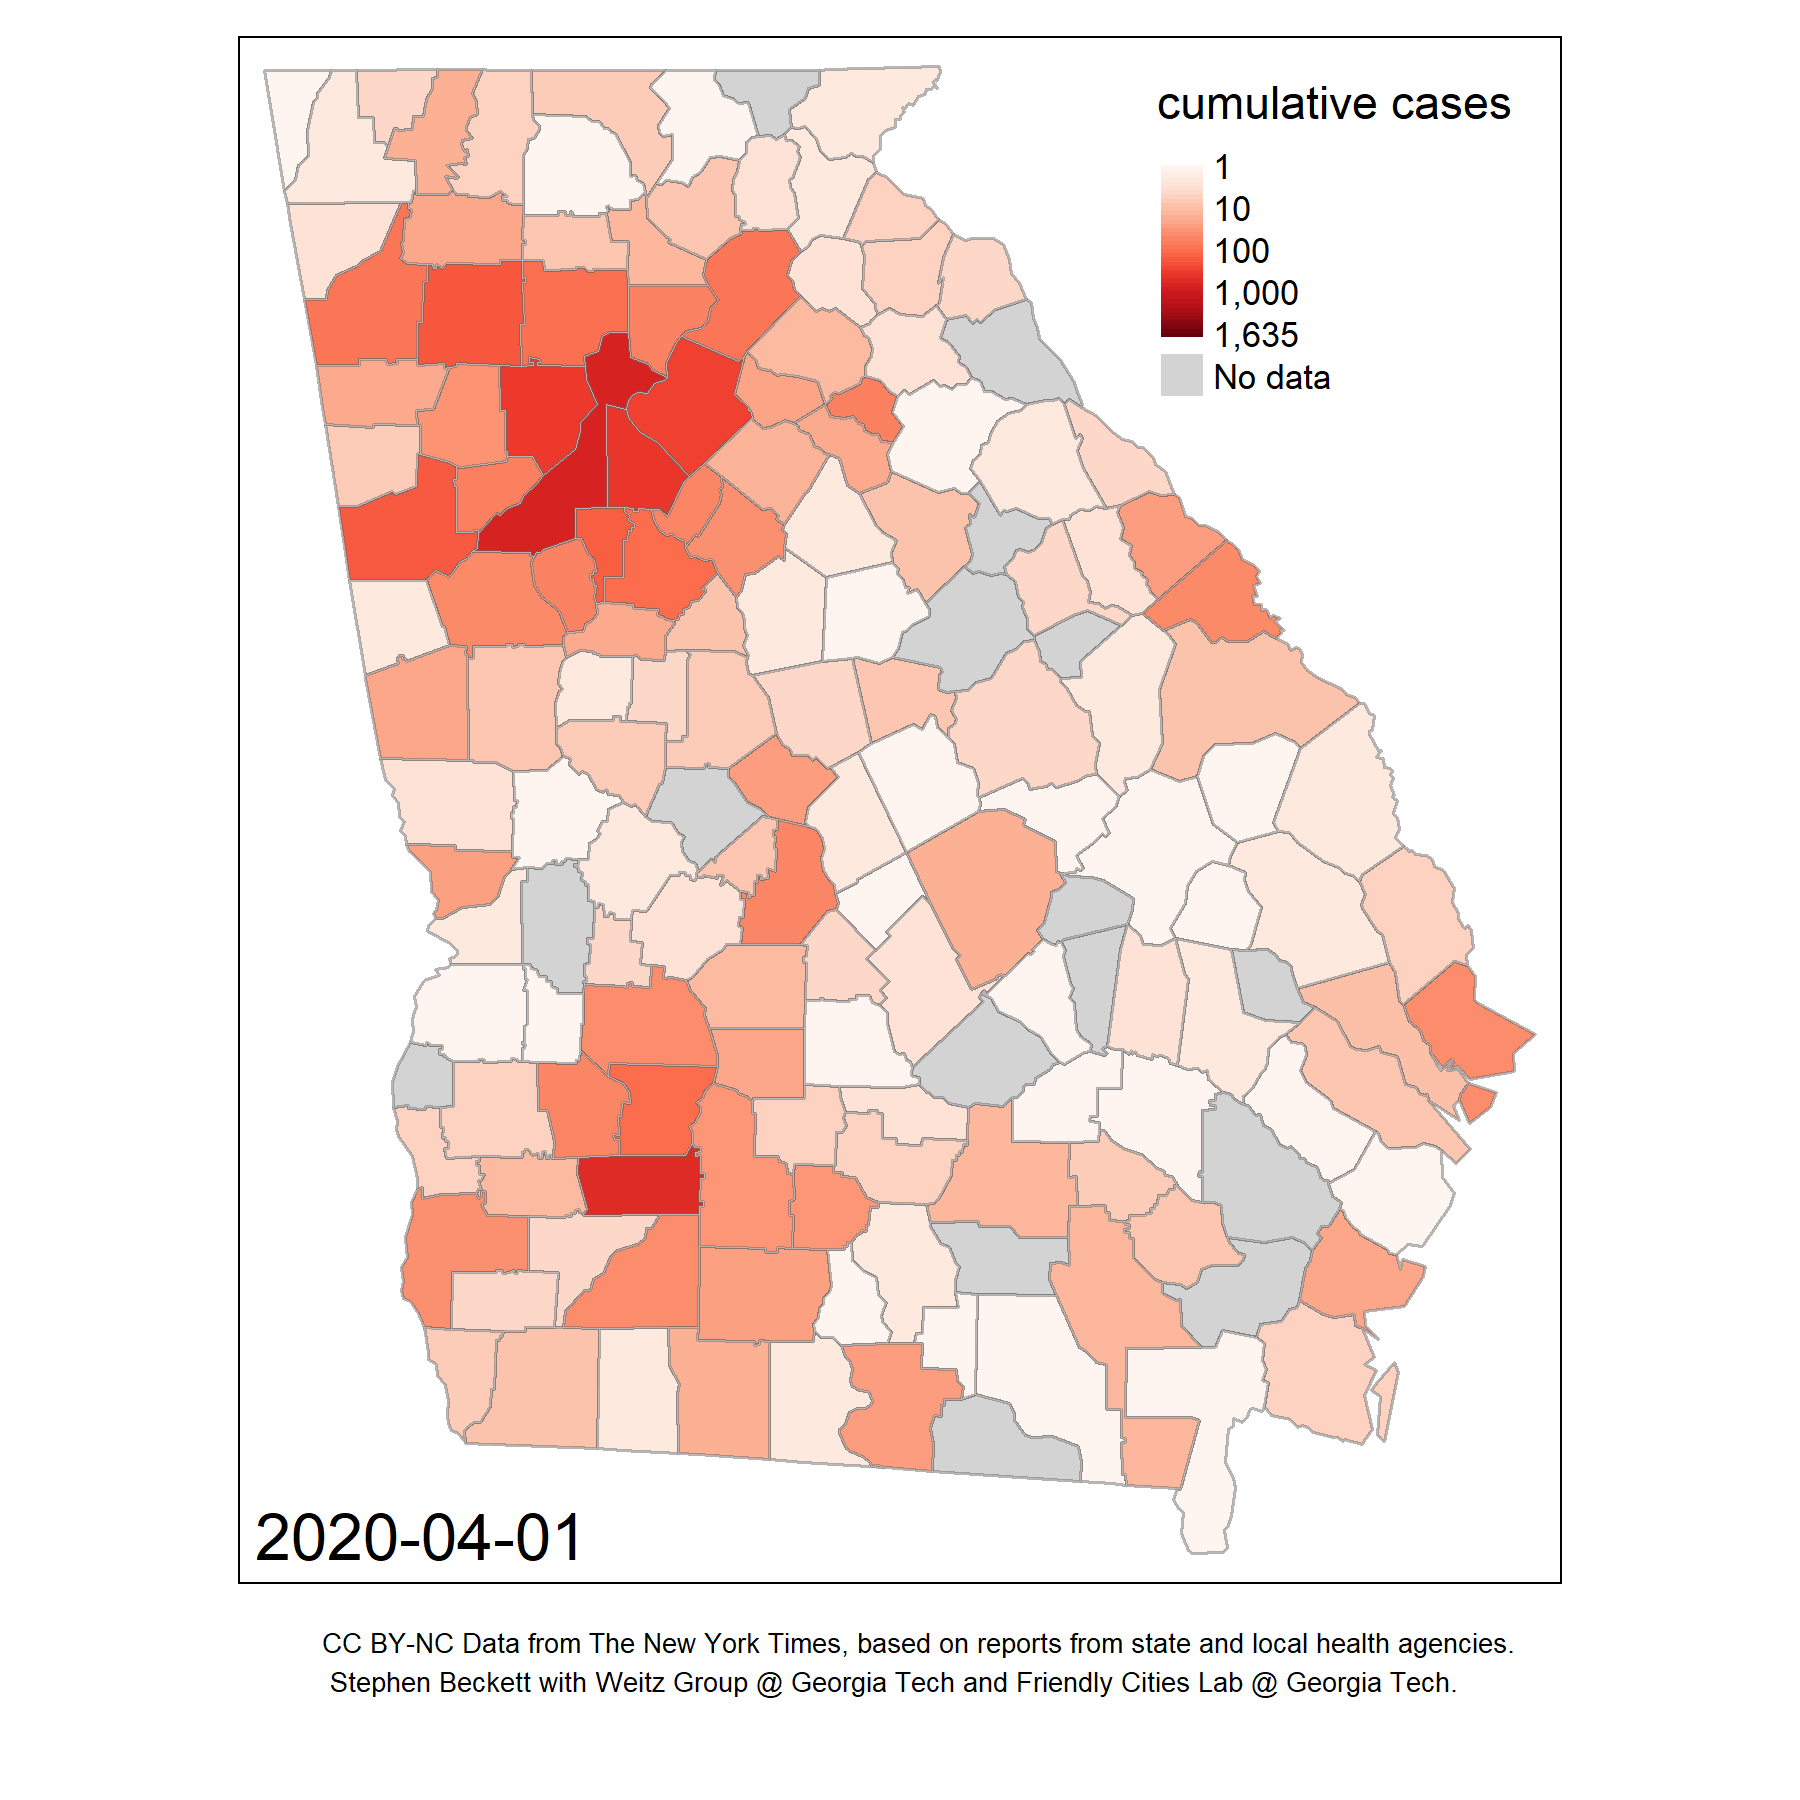 cumulative cases
1
10
100
1,000
1,635
No data
2020-04-01
CC BY-NC Data from The New York Times, based on reports from state and local health agencies.
Stephen Beckett with Weitz Group @ Georgia Tech and Friendly Cities Lab @ Georgia Tech.